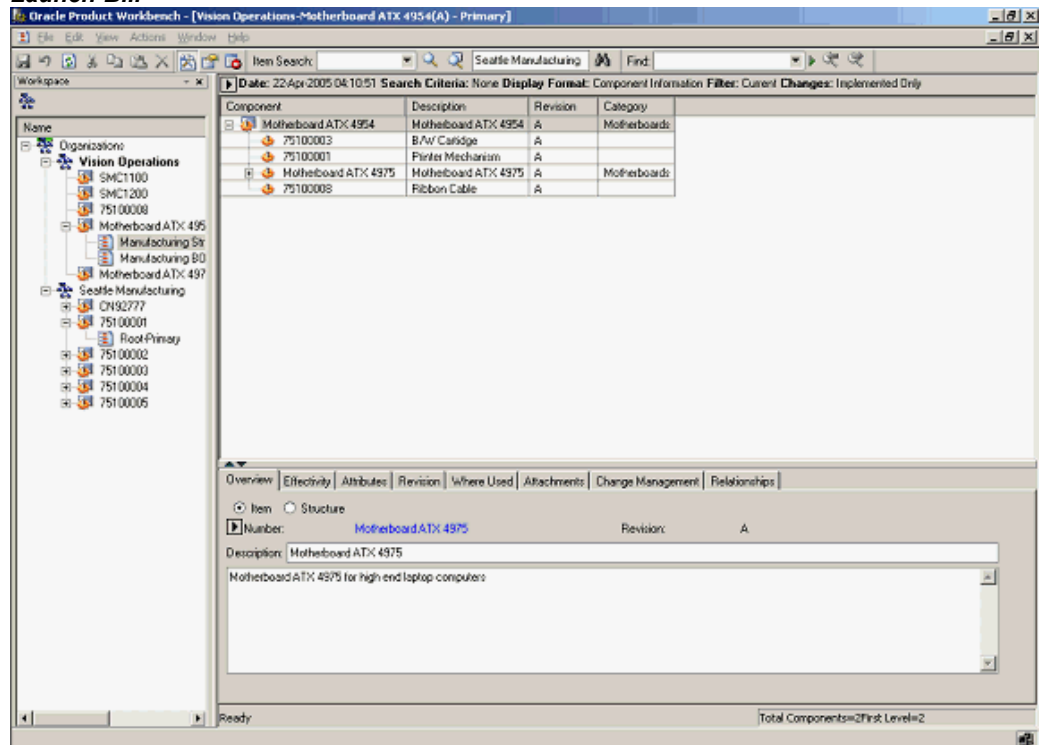 Launch BI..
Oracle Product Workbench - [Vision Operations-Motherboard ATX 4954(A) - Primary]
File Edit View Actions Window Help
Item Search: Seattle Manufacturing Find:
Workspace
Date: 22-Apr-2005 04:10:51 Search Criteria: None Display Format: Component Information Filter: Current Changes: Implemented Only
Name
Organizations
Vision Operations
SMC1100
SMC1200
75100008
Motherboard ATX 495
Manufacturing Str
Manufacturing BO
Motherboard ATX 497
Seattle Manufacturing
CN92777
75100001
Root-Primary
75100002
75100003
75100004
75100005
Component Description Revision Category
Motherboard ATX 4954 Motherboard ATX 4954 A Motherboards
75100003 B/W Cartidge A
75100001 Printer Mechanism A
Motherboard ATX 4975 Motherboard ATX 4975 A Motherboards
75100008 Ribbon Cable A
Overview Effectivity Attributes Revision Where Used Attachments Change Management Relationships
Item Structure
Number: Motherboard ATX 4975 Revision: A
Description: Motherboard ATX 4975
Motherboard ATX 4975 for high end laptop computers
Ready Total Components=2First Level=2